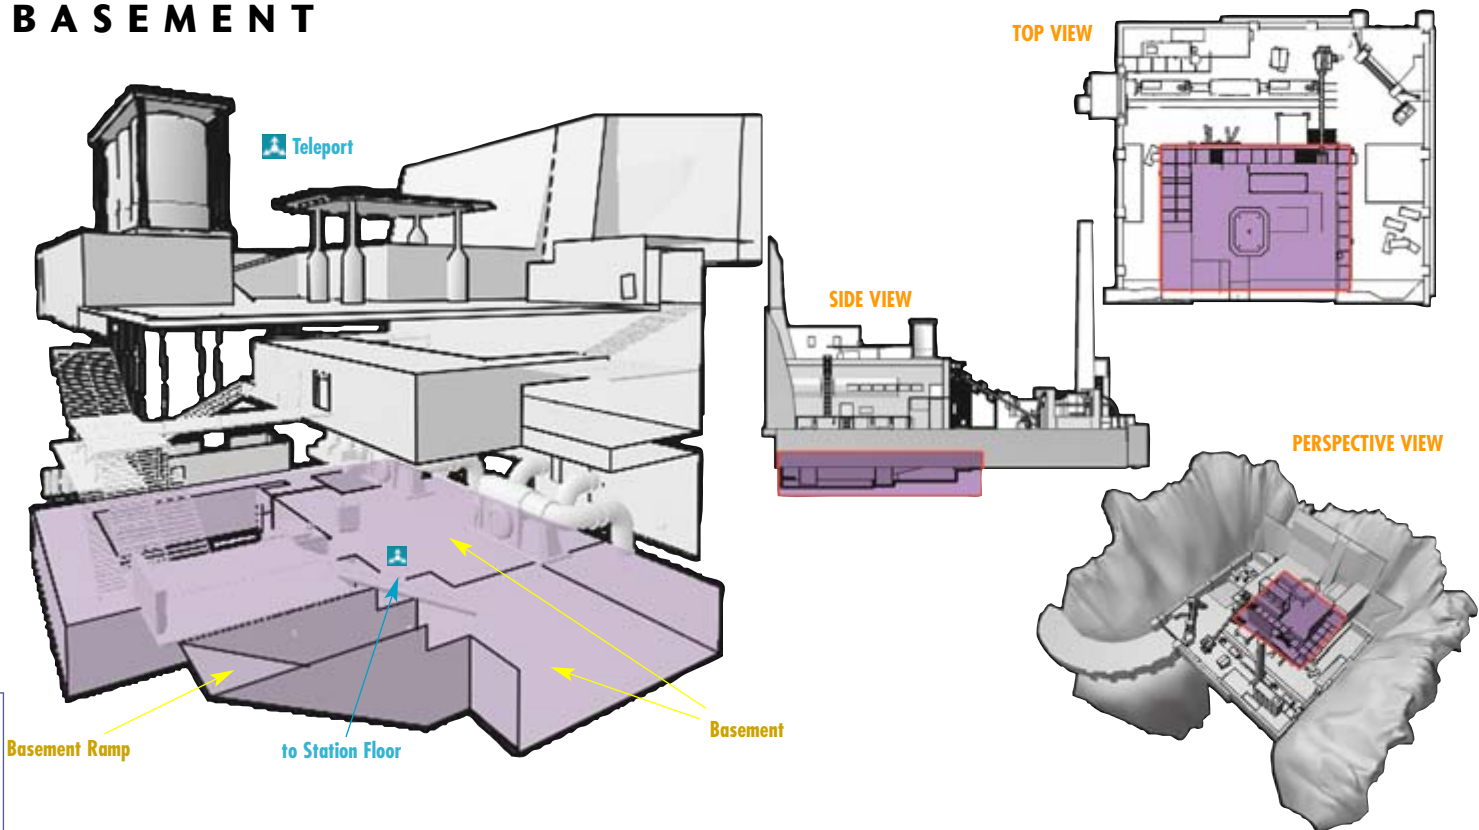 BASEMENT
TOP VIEW
Teleport
SIDE VIEW
PERSPECTIVE VIEW
Basement
Basement Ramp
to Station Floor